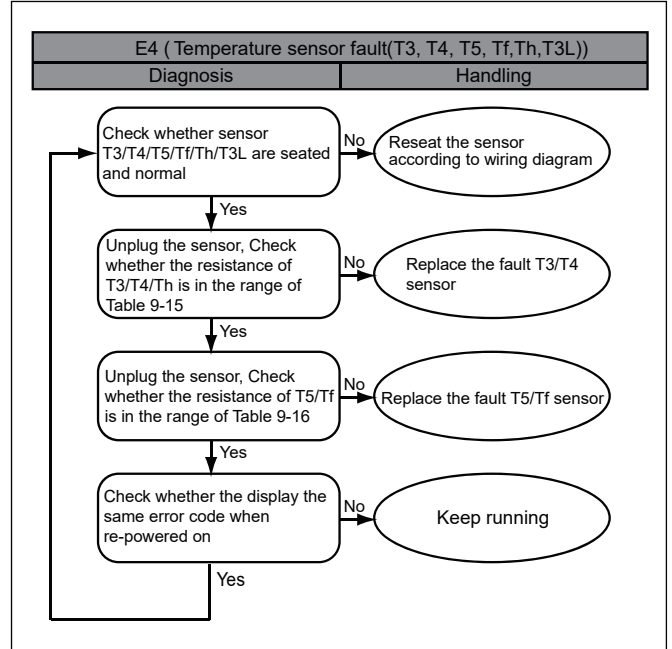 E4 ( Temperature sensor fault(T3, T4, T5, Tf,Th,T3L))
Diagnosis
Handling
Check whether sensor
T3/T4/T5/Tf/Th/T3L are seated
and normal
No
Reseat the sensor
according to wiring diagram
Yes
Unplug the sensor, Check
whether the resistance of
T3/T4/Th is in the range of
Table 9-15
No
Replace the fault T3/T4
sensor
Yes
Unplug the sensor, Check
whether the resistance of T5/Tf
is in the range of Table 9-16
No
Replace the fault T5/Tf sensor
Yes
Check whether the display the
same error code when
re-powered on
No
Keep running
Yes